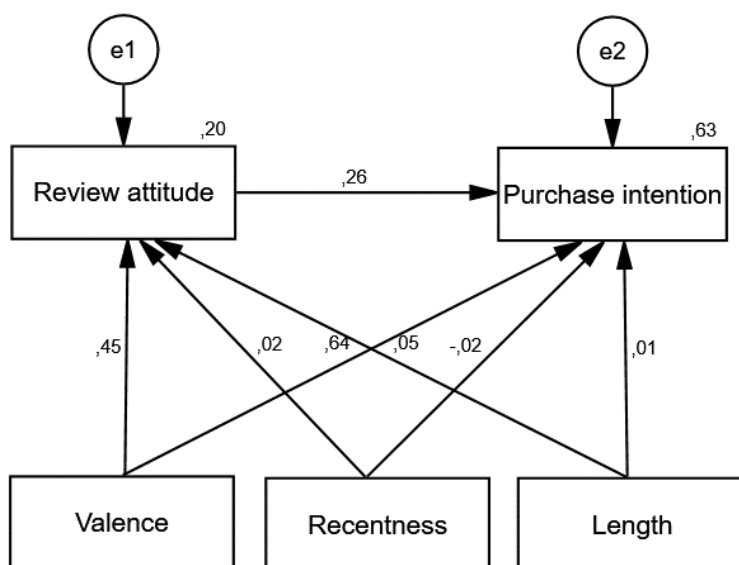 e1
e2
,20
,63
Review attitude
,26
Purchase intention
,45
,02
,64
,05
-,02
,01
Valence
Recentness
Length